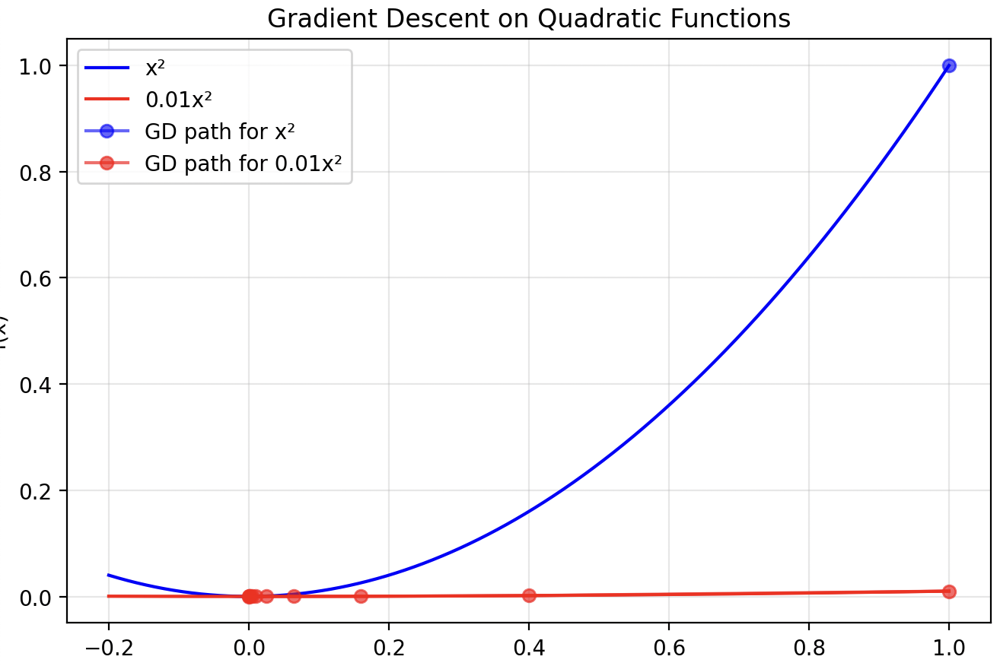 Gradient Descent on Quadratic Functions
1.0
0.8
0.6
0.4
0.2
0.0
x²
0.01x²
GD path for x²
GD path for 0.01x²
−0.2
0.0
0.2
0.4
0.6
0.8
1.0